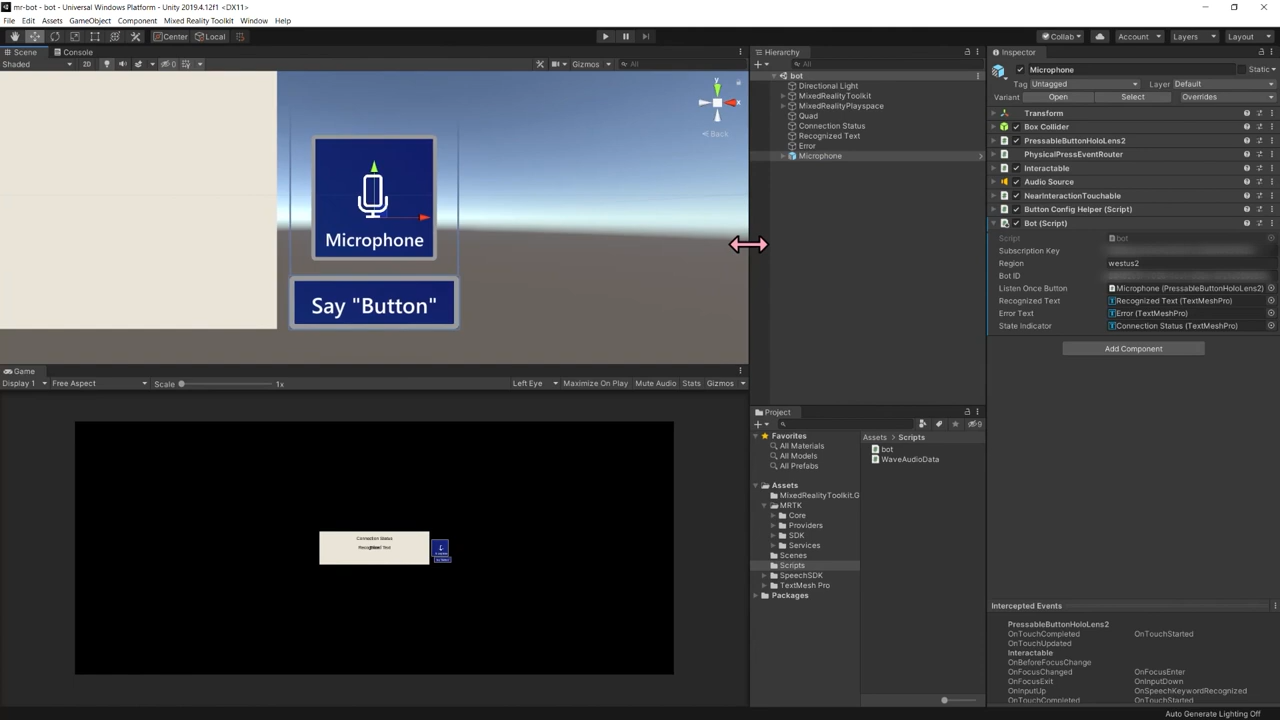 mr-bot - bot - Universal Windows Platform - Unity 2019.4.12f1 <DX11>
File Edit Assets GameObject Component Mixed Reality Toolkit Window Help
Center Local Collab Account Layers Layout
Scene Console
Shaded 2D 0 Gizmos All
y
x
Back
Microphone
Say "Button"
Game
Display 1 Free Aspect Scale 1x Left Eye Maximize On Play Mute Audio Stats Gizmos
Connection Status
Hierarchy
All
bot
Directional Light
MixedRealityToolkit
MixedRealityPlayspace
Quad
Connection Status
Recognized Text
Error
Microphone
Project
9
Favorites
All Materials
All Models
All Prefabs
Assets
MixedRealityToolkit.G
MRTK
Core
Providers
SDK
Services
Scenes
Scripts
SpeechSDK
TextMesh Pro
Packages
Assets Scripts
bot
WaveAudioData
Inspector
Microphone Static
Tag Untagged Layer Default
Variant Open Select Overrides
Transform
Box Collider
PressableButtonHoloLens2
PhysicalPressEventRouter
Interactable
Audio Source
NearInteractionTouchable
Button Config Helper (Script)
Bot (Script)
Script bot
Subscription Key
Region westus2
Bot ID
Listen Once Button Microphone (PressableButtonHoloLens2)
Recognized Text Recognized Text (TextMeshPro)
Error Text Error (TextMeshPro)
State Indicator Connection Status (TextMeshPro)
Add Component
Intercepted Events
PressableButtonHoloLens2
OnTouchCompleted OnTouchStarted
OnTouchUpdated
Interactable
OnBeforeFocusChange
OnFocusChanged OnFocusEnter
OnFocusExit OnInputDown
OnInputUp OnSpeechKeywordRecognized
OnTouchCompleted OnTouchStarted
Auto Generate Lighting Off